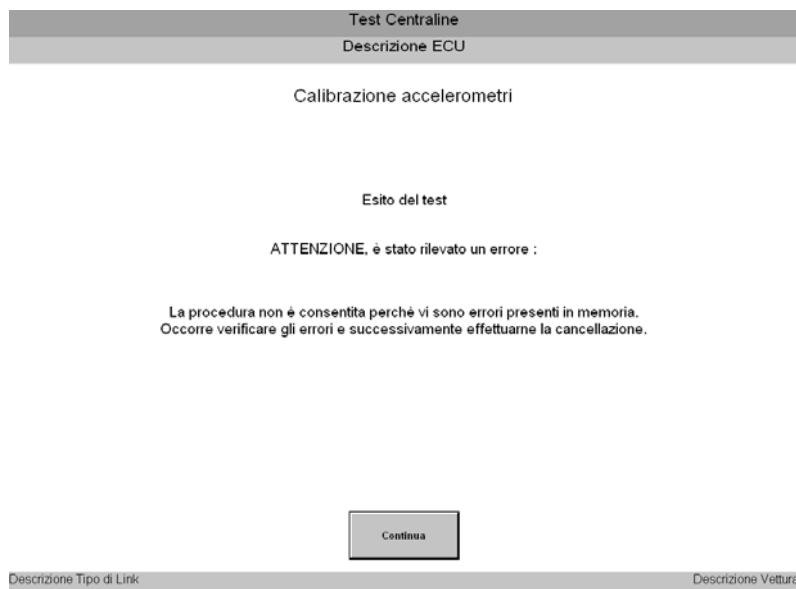 Test Centraline
Descrizione ECU
Calibrazione accelerometri
Esito del test
ATTENZIONE, è stato rilevato un errore :
La procedura non è consentita perchè vi sono errori presenti in memoria.
Occorre verificare gli errori e successivamente effettuarne la cancellazione.
Continua
Descrizione Tipo di Link
Descrizione Vettura